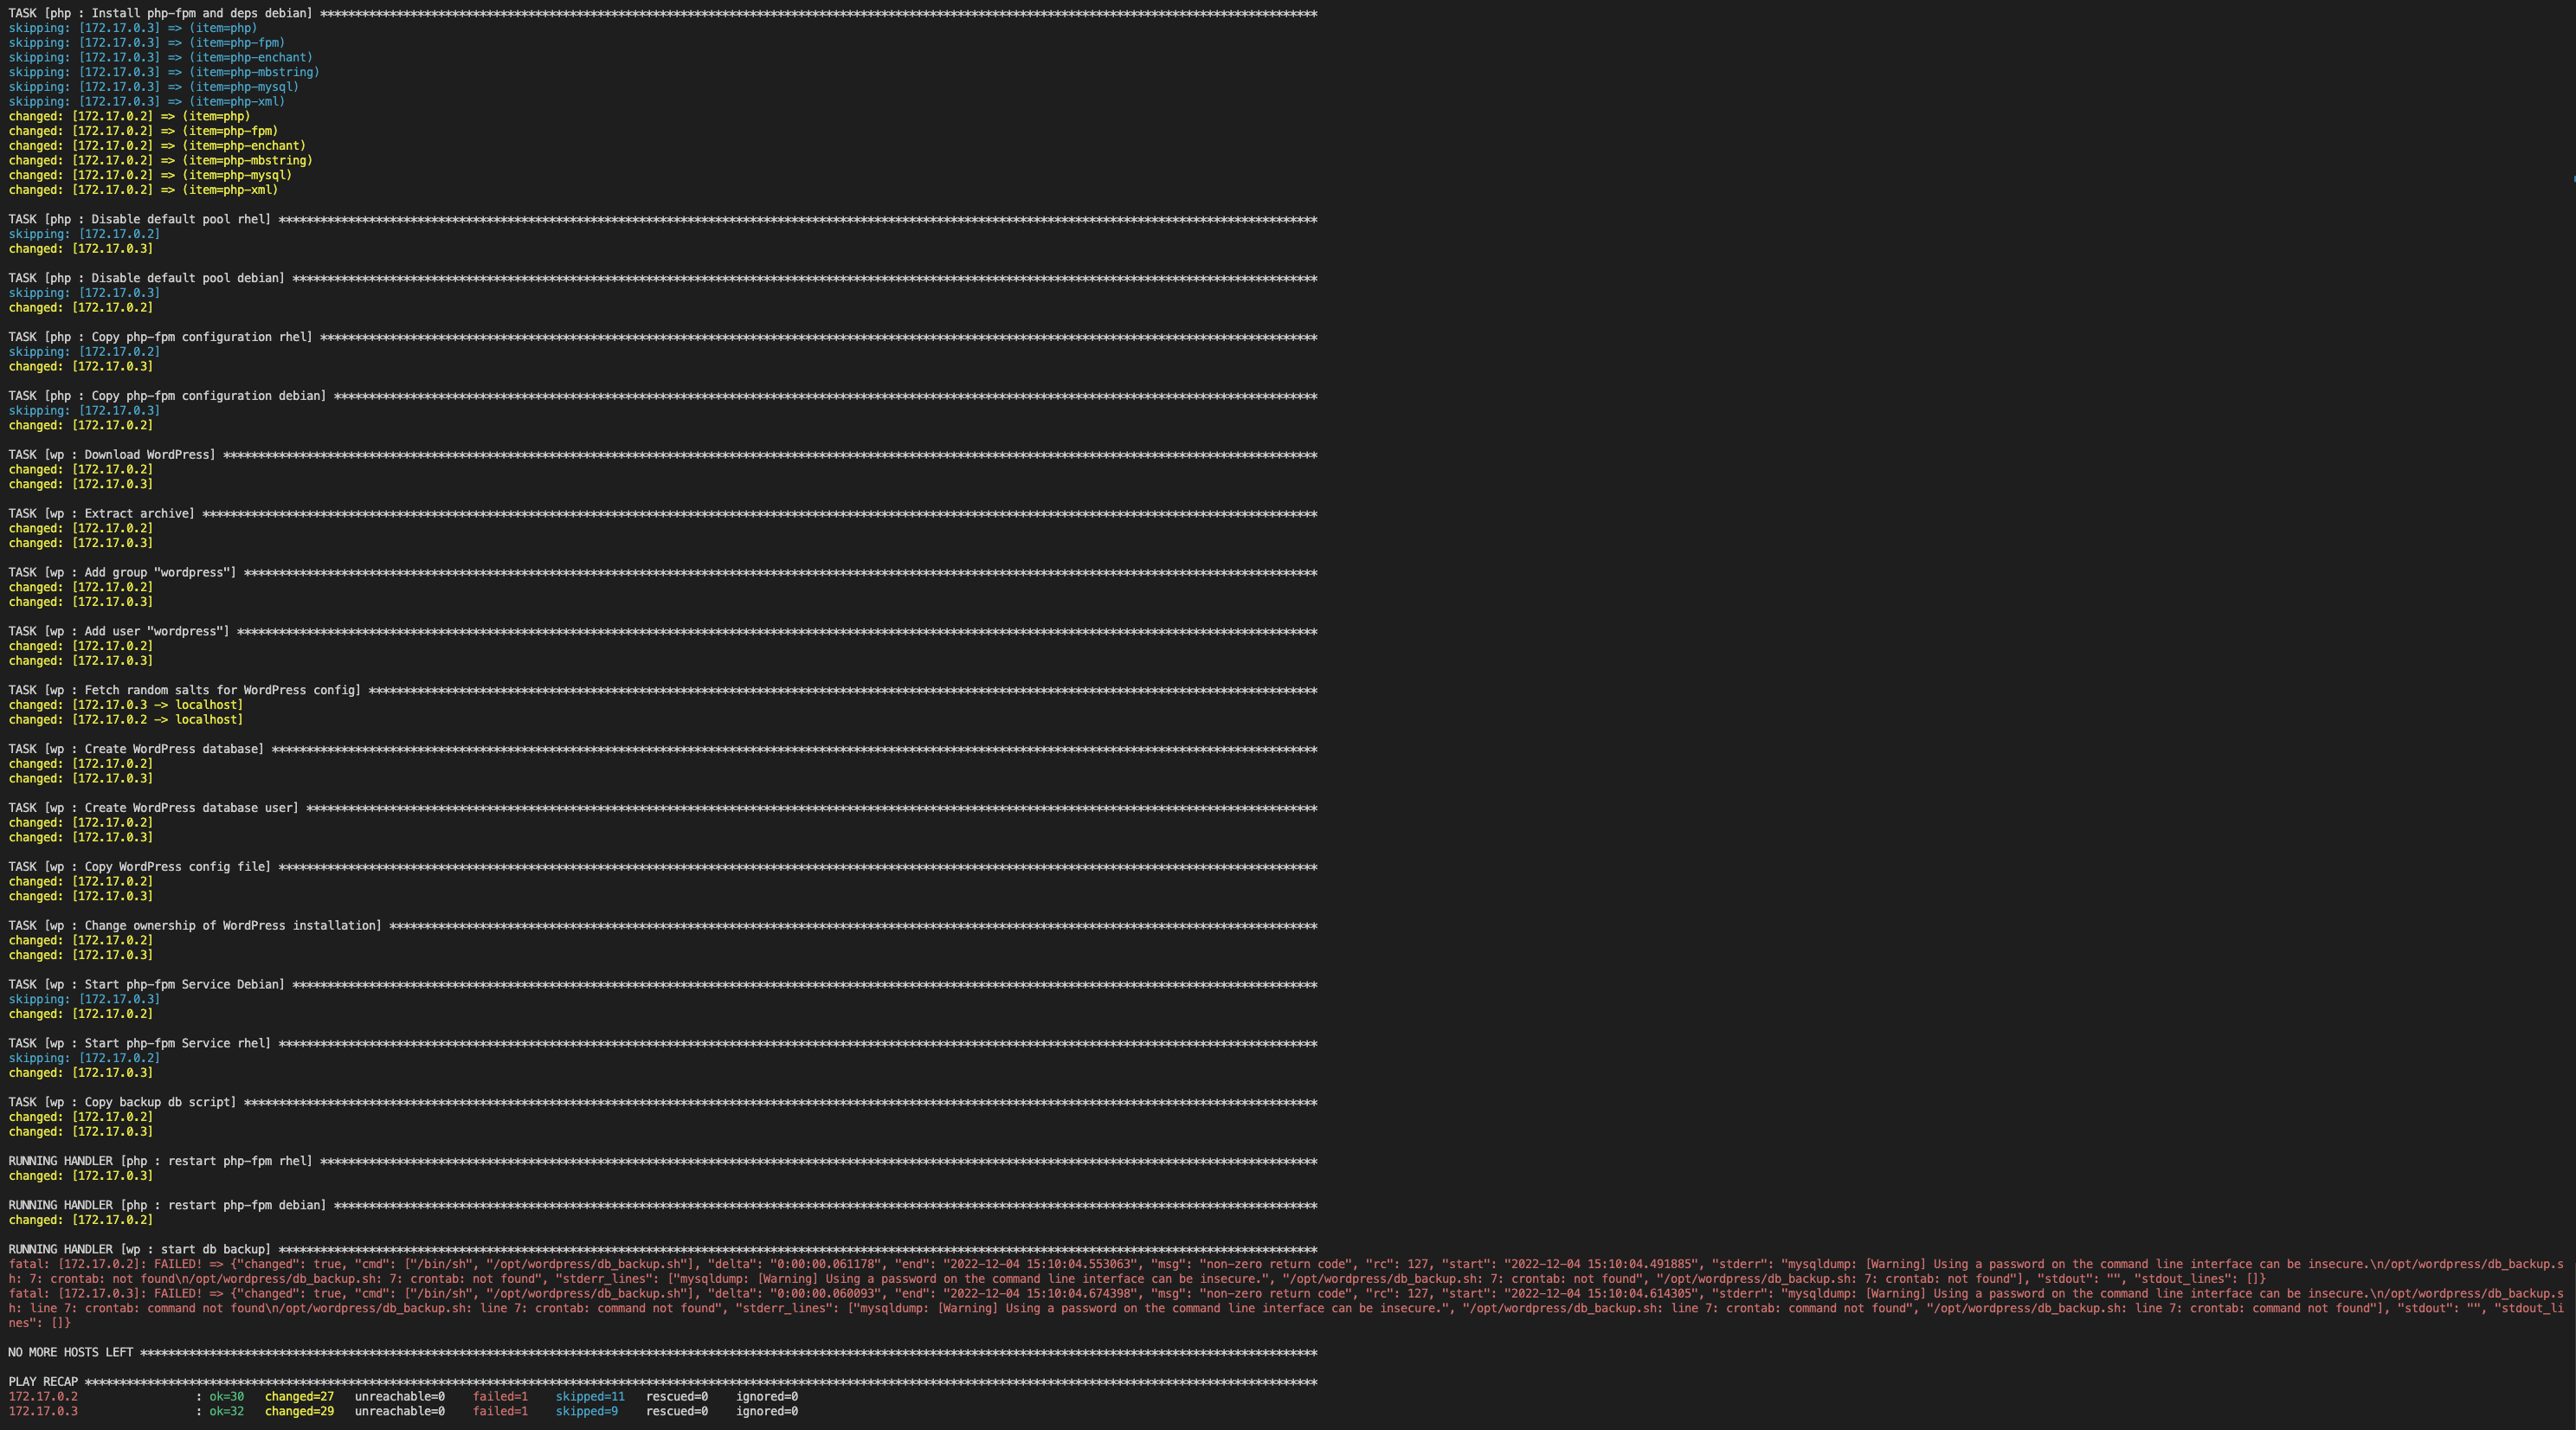 TASK [php : Install php-fpm and deps debian] **********************************************************************************************************************************************
skipping: [172.17.0.3] => (item=php)
skipping: [172.17.0.3] => (item=php-fpm)
skipping: [172.17.0.3] => (item=php-enchant)
skipping: [172.17.0.3] => (item=php-mbstring)
skipping: [172.17.0.3] => (item=php-mysql)
skipping: [172.17.0.3] => (item=php-xml)
changed: [172.17.0.2] => (item=php)
changed: [172.17.0.2] => (item=php-fpm)
changed: [172.17.0.2] => (item=php-enchant)
changed: [172.17.0.2] => (item=php-mbstring)
changed: [172.17.0.2] => (item=php-mysql)
changed: [172.17.0.2] => (item=php-xml)
TASK [php : Disable default pool rhel] ****************************************************************************************************************************************************
skipping: [172.17.0.2]
changed: [172.17.0.3]
TASK [php : Disable default pool debian] **************************************************************************************************************************************************
skipping: [172.17.0.3]
changed: [172.17.0.2]
TASK [php : Copy php-fpm configuration rhel] **********************************************************************************************************************************************
skipping: [172.17.0.2]
changed: [172.17.0.3]
TASK [php : Copy php-fpm configuration debian] ********************************************************************************************************************************************
skipping: [172.17.0.3]
changed: [172.17.0.2]
TASK [wp : Download WordPress] ************************************************************************************************************************************************************
changed: [172.17.0.2]
changed: [172.17.0.3]
TASK [wp : Extract archive] ***************************************************************************************************************************************************************
changed: [172.17.0.2]
changed: [172.17.0.3]
TASK [wp : Add group "wordpress"] *********************************************************************************************************************************************************
changed: [172.17.0.2]
changed: [172.17.0.3]
TASK [wp : Add user "wordpress"] **********************************************************************************************************************************************************
changed: [172.17.0.2]
changed: [172.17.0.3]
TASK [wp : Fetch random salts for WordPress config] ***************************************************************************************************************************************
changed: [172.17.0.3 -> localhost]
changed: [172.17.0.2 -> localhost]
TASK [wp : Create WordPress database] *****************************************************************************************************************************************************
changed: [172.17.0.2]
changed: [172.17.0.3]
TASK [wp : Create WordPress database user] ************************************************************************************************************************************************
changed: [172.17.0.2]
changed: [172.17.0.3]
TASK [wp : Copy WordPress config file] ****************************************************************************************************************************************************
changed: [172.17.0.2]
changed: [172.17.0.3]
TASK [wp : Change ownership of WordPress installation] ************************************************************************************************************************************
changed: [172.17.0.2]
changed: [172.17.0.3]
TASK [wp : Start php-fpm Service Debian] **************************************************************************************************************************************************
skipping: [172.17.0.3]
changed: [172.17.0.2]
TASK [wp : Start php-fpm Service rhel] ****************************************************************************************************************************************************
skipping: [172.17.0.2]
changed: [172.17.0.3]
TASK [wp : Copy backup db script] *********************************************************************************************************************************************************
changed: [172.17.0.2]
changed: [172.17.0.3]
RUNNING HANDLER [php : restart php-fpm rhel] **********************************************************************************************************************************************
changed: [172.17.0.3]
RUNNING HANDLER [php : restart php-fpm debian] ********************************************************************************************************************************************
changed: [172.17.0.2]
RUNNING HANDLER [wp : start db backup] ****************************************************************************************************************************************************
fatal: [172.17.0.2]: FAILED! => {"changed": true, "cmd": ["/bin/sh", "/opt/wordpress/db_backup.sh"], "delta": "0:00:00.061178", "end": "2022-12-04 15:10:04.553063", "msg": "non-zero return code", "rc": 127, "start": "2022-12-04 15:10:04.491885", "stderr": "mysqldump: [Warning] Using a password on the command line interface can be insecure.\n/opt/wordpress/db_backup.s
h: 7: crontab: not found\n/opt/wordpress/db_backup.sh: 7: crontab: not found", "stderr_lines": ["mysqldump: [Warning] Using a password on the command line interface can be insecure.", "/opt/wordpress/db_backup.sh: 7: crontab: not found", "/opt/wordpress/db_backup.sh: 7: crontab: not found"], "stdout": "", "stdout_lines": []}
fatal: [172.17.0.3]: FAILED! => {"changed": true, "cmd": ["/bin/sh", "/opt/wordpress/db_backup.sh"], "delta": "0:00:00.060093", "end": "2022-12-04 15:10:04.674398", "msg": "non-zero return code", "rc": 127, "start": "2022-12-04 15:10:04.614305", "stderr": "mysqldump: [Warning] Using a password on the command line interface can be insecure.\n/opt/wordpress/db_backup.s
h: line 7: crontab: command not found\n/opt/wordpress/db_backup.sh: line 7: crontab: command not found", "stderr_lines": ["mysqldump: [Warning] Using a password on the command line interface can be insecure.", "/opt/wordpress/db_backup.sh: line 7: crontab: command not found", "/opt/wordpress/db_backup.sh: line 7: crontab: command not found"], "stdout": "", "stdout_li
nes": []}
NO MORE HOSTS LEFT ************************************************************************************************************************************************************************
PLAY RECAP ********************************************************************************************************************************************************************************
172.17.0.2 : ok=30 changed=27 unreachable=0 failed=1 skipped=11 rescued=0 ignored=0
172.17.0.3 : ok=32 changed=29 unreachable=0 failed=1 skipped=9 rescued=0 ignored=0